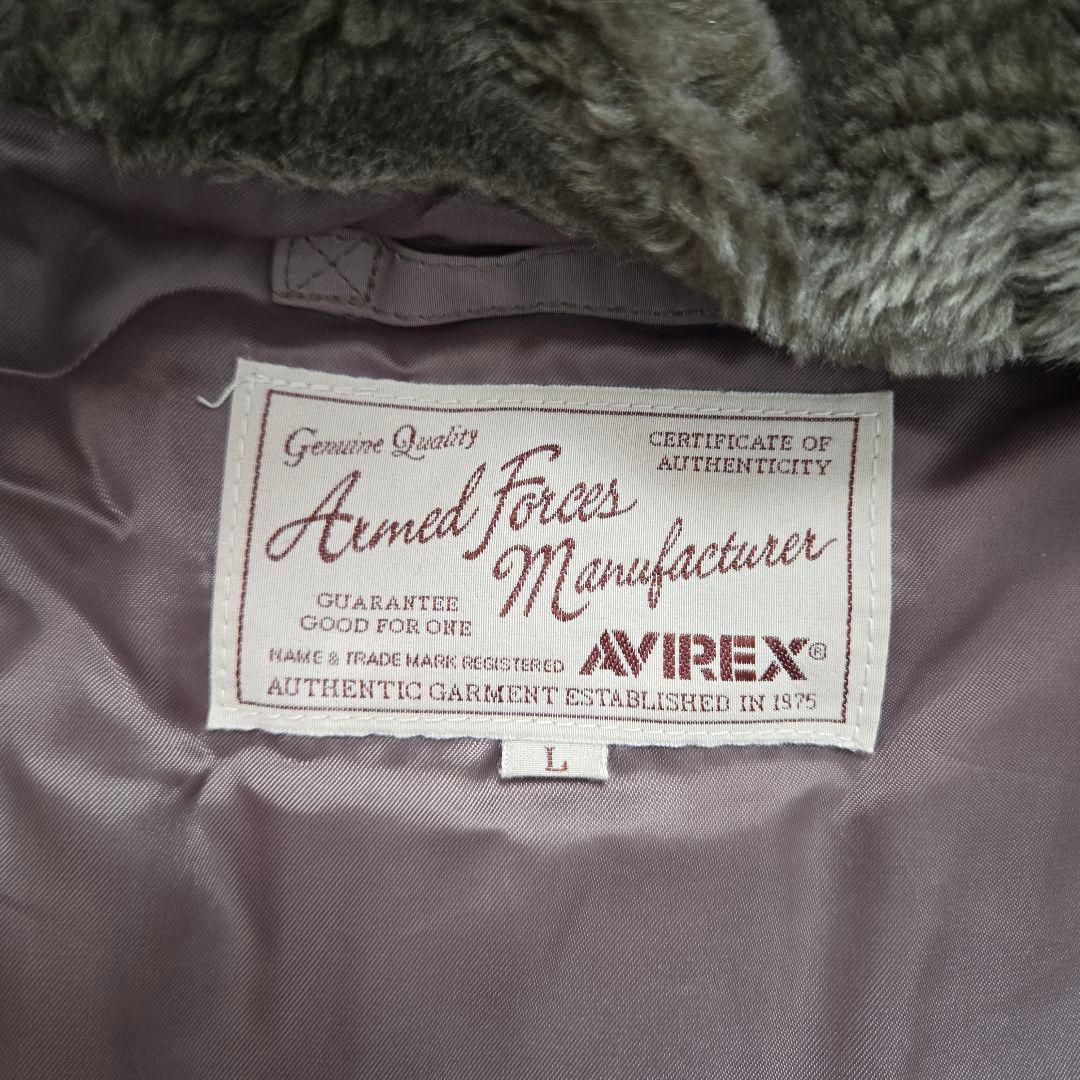 Genuine Quality
CERTIFICATE OF
AUTHENTICITY
Armed Forces
Manufacturer
GUARANTEE
GOOD FOR ONE
NAME & TRADE MARK REGISTERED
AVIREX®
AUTHENTIC GARMENT ESTABLISHED IN 1975
L